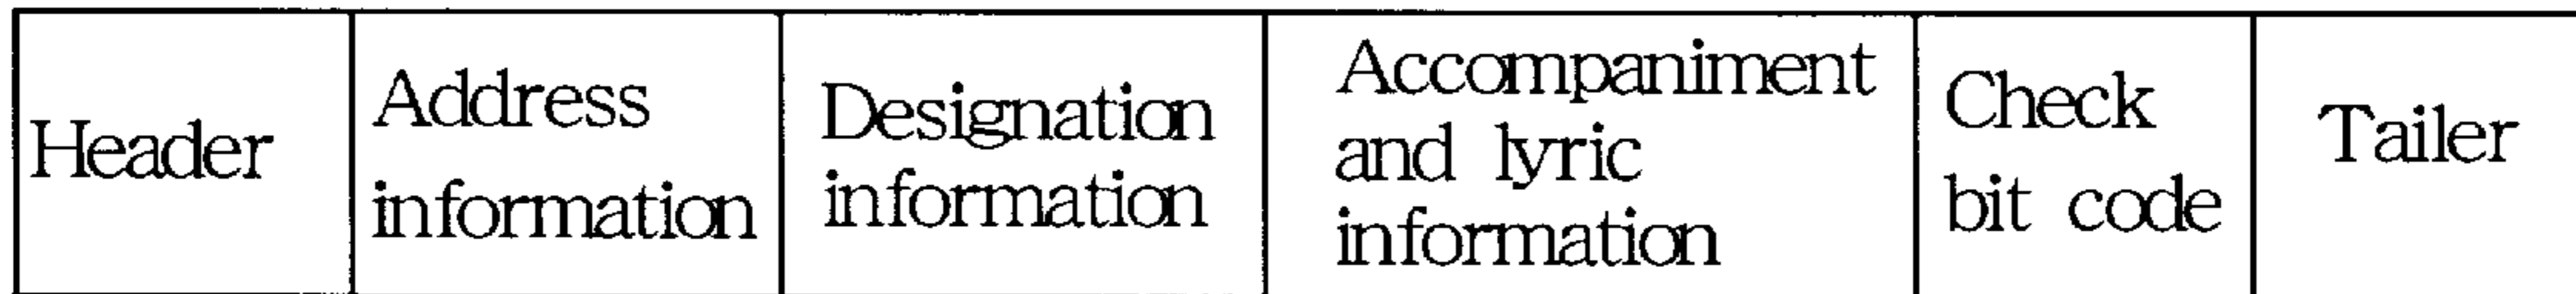 Header
Address
information
Designation
information
Accompaniment
and lyric
information
Check
bit code
Tailer